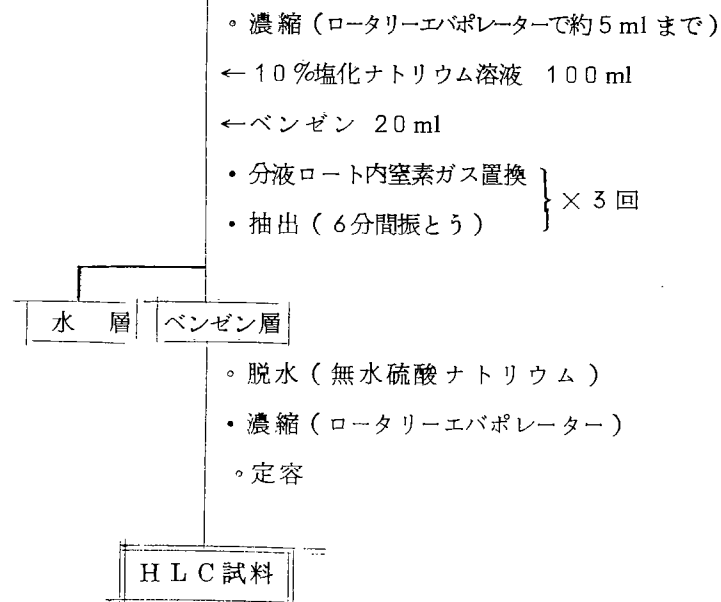 。濃縮(ロータリーエバポレーターで約5mlまで)
←10%塩化ナトリウム溶液 100ml
←ベンゼン 20ml
・分液ロート内窒素ガス置換
・抽出(6分間振とう)
×3回
水 層
ベンゼン層
。脱水(無水硫酸ナトリウム)
・濃縮(ロータリーエバポレーター)
。定容
HLC試料